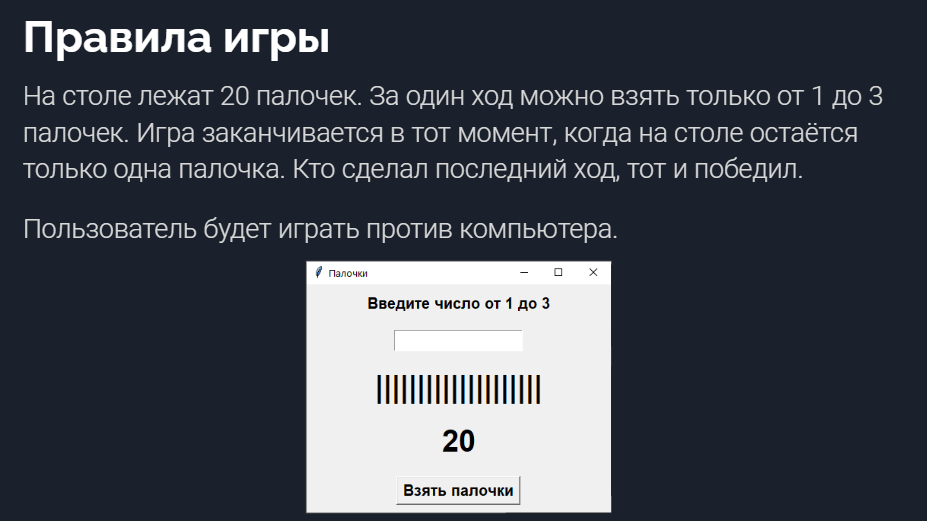 Правила игры
На столе лежат 20 палочек. За один ход можно взять только от 1 до 3
палочек. Игра заканчивается в тот момент, когда на столе остаётся
только одна палочка. Кто сделал последний ход, тот и победил.
Пользователь будет играть против компьютера.
Палочки
Введите число от 1 до 3
||||||||||||||||||||
20
Взять палочки